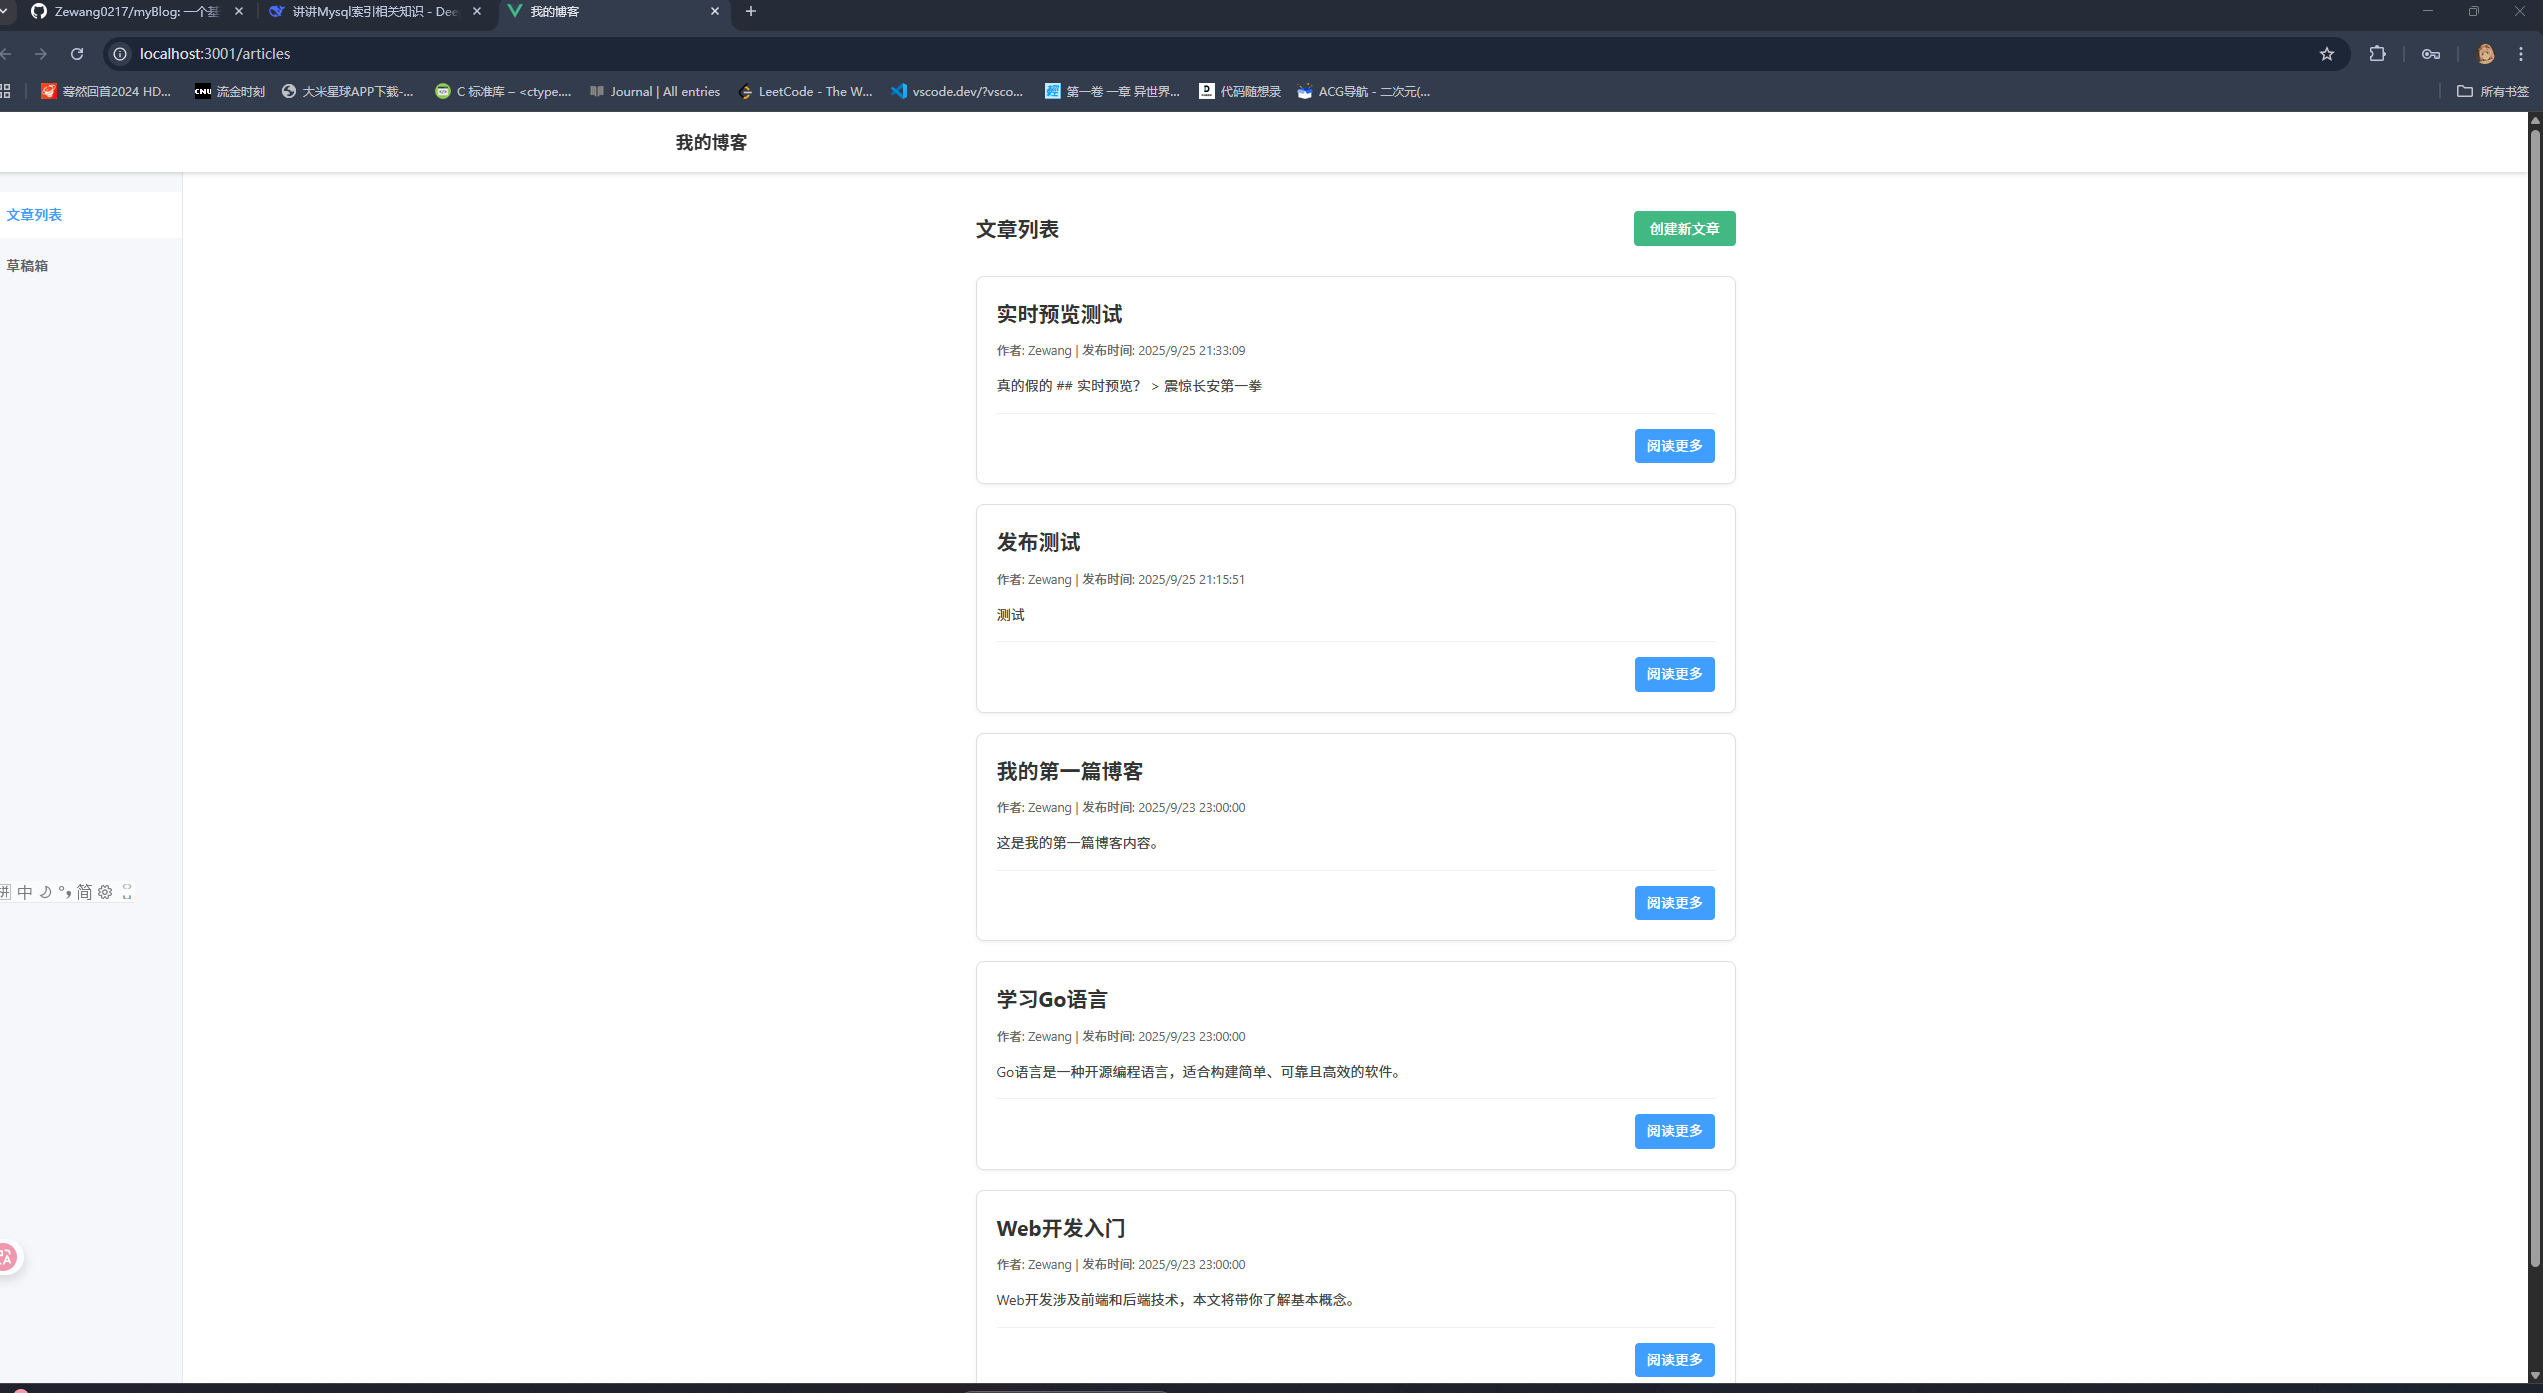 Zewang0217/myBlog: 一个基
讲讲Mysql索引相关知识 - Dee
我的博客
localhost:3001/articles
蓦然回首2024 HD...
CNU 流金时刻
大米星球APP下载-...
C 标准库 – <ctype....
Journal | All entries
LeetCode - The W...
vscode.dev/?vsco...
第一卷 一章 异世界...
代码随想录
ACG导航 - 二次元(...
所有书签
我的博客
文章列表
草稿箱
文章列表
创建新文章
实时预览测试
作者: Zewang | 发布时间: 2025/9/25 21:33:09
真的假的 ## 实时预览？ > 震惊长安第一拳
阅读更多
发布测试
作者: Zewang | 发布时间: 2025/9/25 21:15:51
测试
阅读更多
我的第一篇博客
作者: Zewang | 发布时间: 2025/9/23 23:00:00
这是我的第一篇博客内容。
阅读更多
拼 中 简
学习Go语言
作者: Zewang | 发布时间: 2025/9/23 23:00:00
Go语言是一种开源编程语言，适合构建简单、可靠且高效的软件。
阅读更多
Web开发入门
作者: Zewang | 发布时间: 2025/9/23 23:00:00
Web开发涉及前端和后端技术，本文将带你了解基本概念。
阅读更多